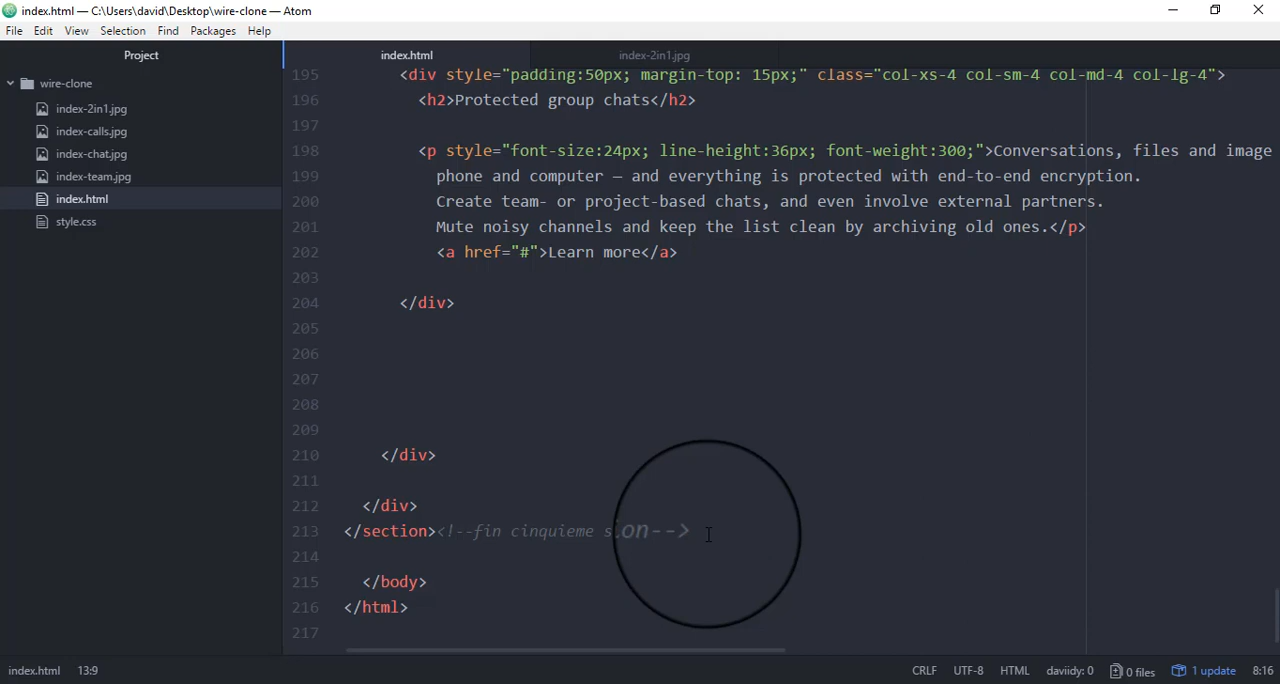 index.html — C:\Users\david\Desktop\wire-clone — Atom
File Edit View Selection Find Packages Help
Project
index.html
index-2in1.jpg
wire-clone
index-2in1.jpg
index-calls.jpg
index-chat.jpg
index-team.jpg
index.html
style.css
195 <div style="padding:50px; margin-top: 15px;" class="col-xs-4 col-sm-4 col-md-4 col-lg-4">
196 <h2>Protected group chats</h2>
197
198 <p style="font-size:24px; line-height:36px; font-weight:300;">Conversations, files and image
199 phone and computer — and everything is protected with end-to-end encryption.
200 Create team- or project-based chats, and even involve external partners.
201 Mute noisy channels and keep the list clean by archiving old ones.</p>
202 <a href="#">Learn more</a>
203
204 </div>
205
206
207
208
209
210 </div>
211
212 </div>
213 </section><!--fin cinquieme sion-->
214
215 </body>
216 </html>
217
index.html 13:9 CRLF UTF-8 HTML daviidy: 0 0 files 1 update 8:16